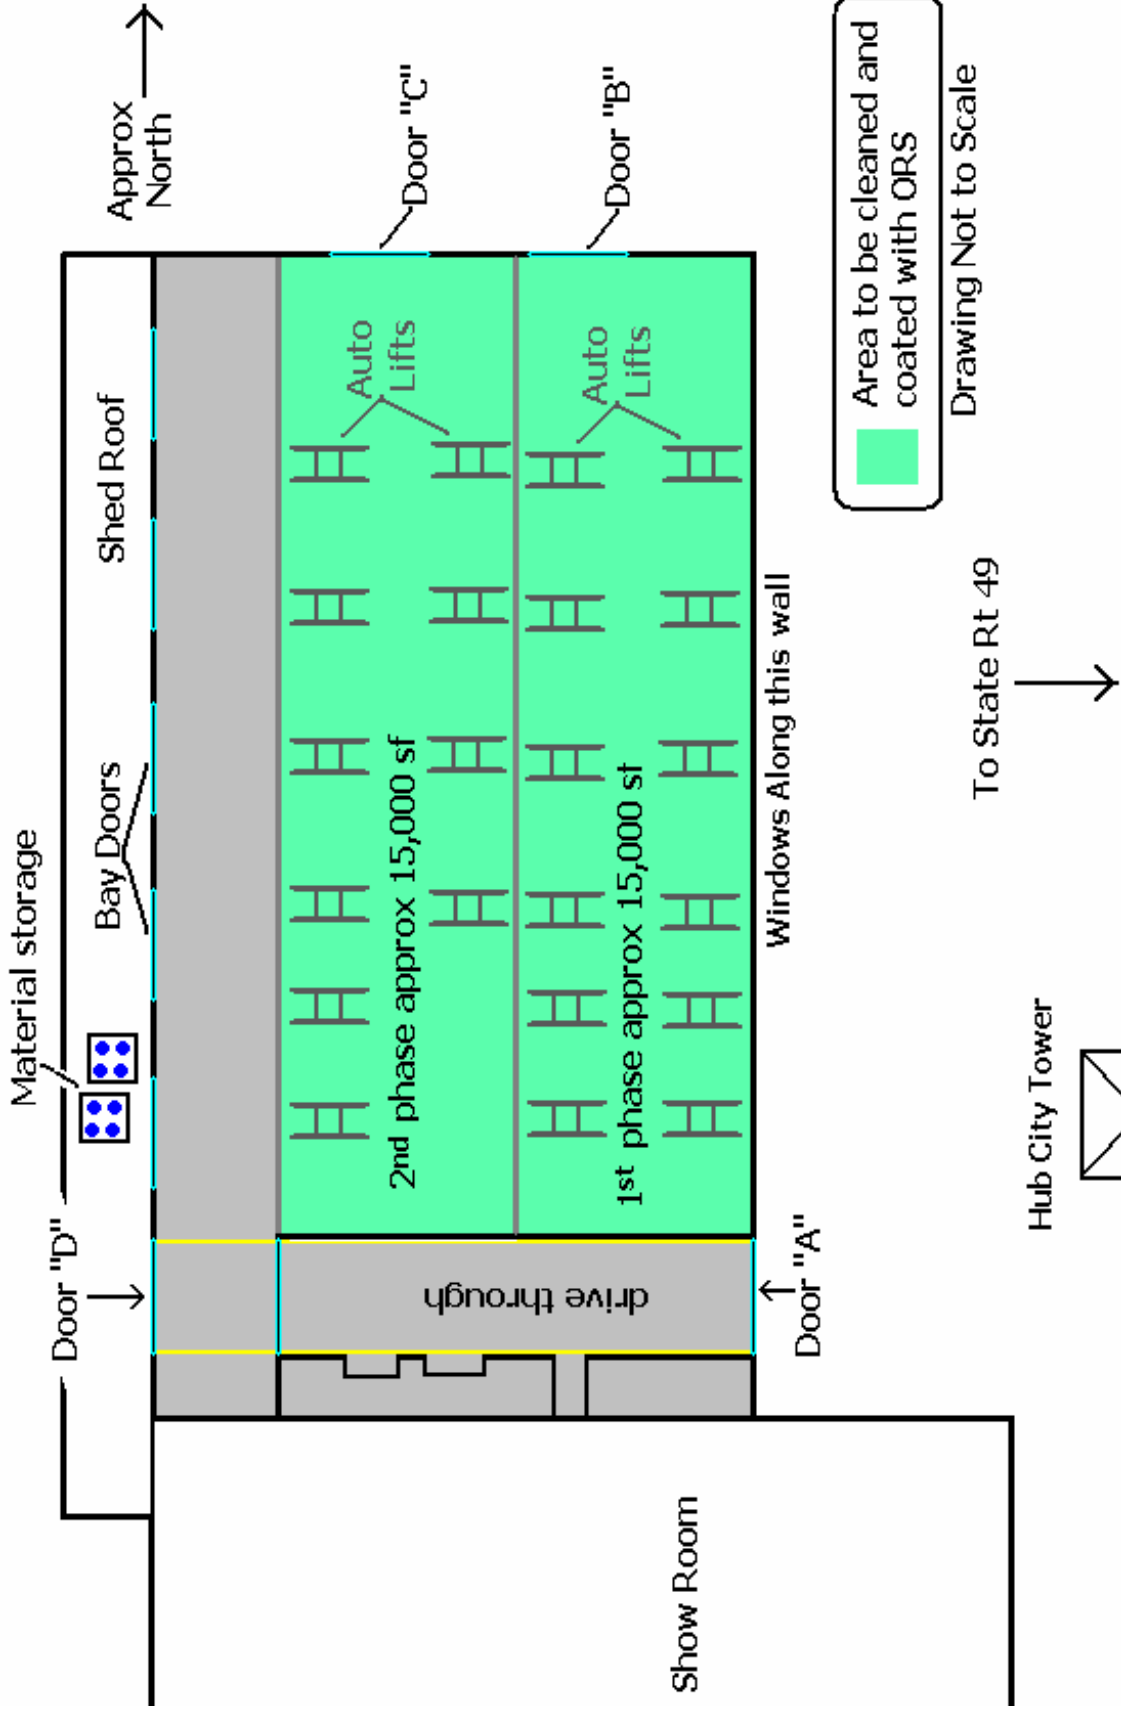 Material storage
Door "D"
Bay Doors
Shed Roof
Approx
North
Auto
Lifts
Door "C"
2nd phase approx 15,000 sf
drive through
Auto
Lifts
Door "B"
1st phase approx 15,000 st
Show Room
Door "A"
Windows Along this wall
Area to be cleaned and
coated with ORS
Drawing Not to Scale
To State Rt 49
Hub City Tower